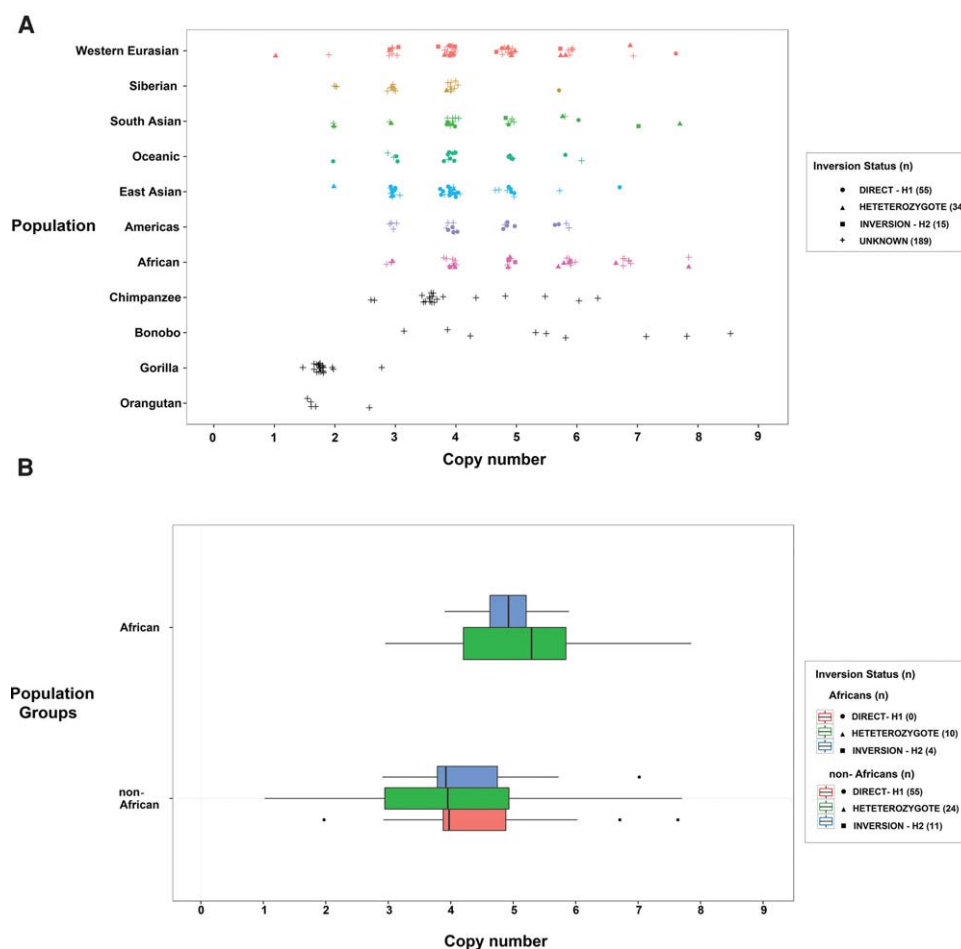 A
Western Eurasian
Siberian
South Asian
Oceanic
East Asian
Americas
African
Chimpanzee
Bonobo
Gorilla
Orangutan
Population
0 1 2 3 4 5 6 7 8 9
Copy number
Inversion Status (n)
DIRECT - H1 (55)
HETETEROZYGOTE (34
INVERSION - H2 (15)
UNKNOWN (189)
B
African
Population
Groups
non-
African
0 1 2 3 4 5 6 7 8 9
Copy number
Inversion Status (n)
Africans (n)
DIRECT- H1 (0)
HETETEROZYGOTE (10)
INVERSION - H2 (4)
non- Africans (n)
DIRECT- H1 (55)
HETETEROZYGOTE (24)
INVERSION - H2 (11)